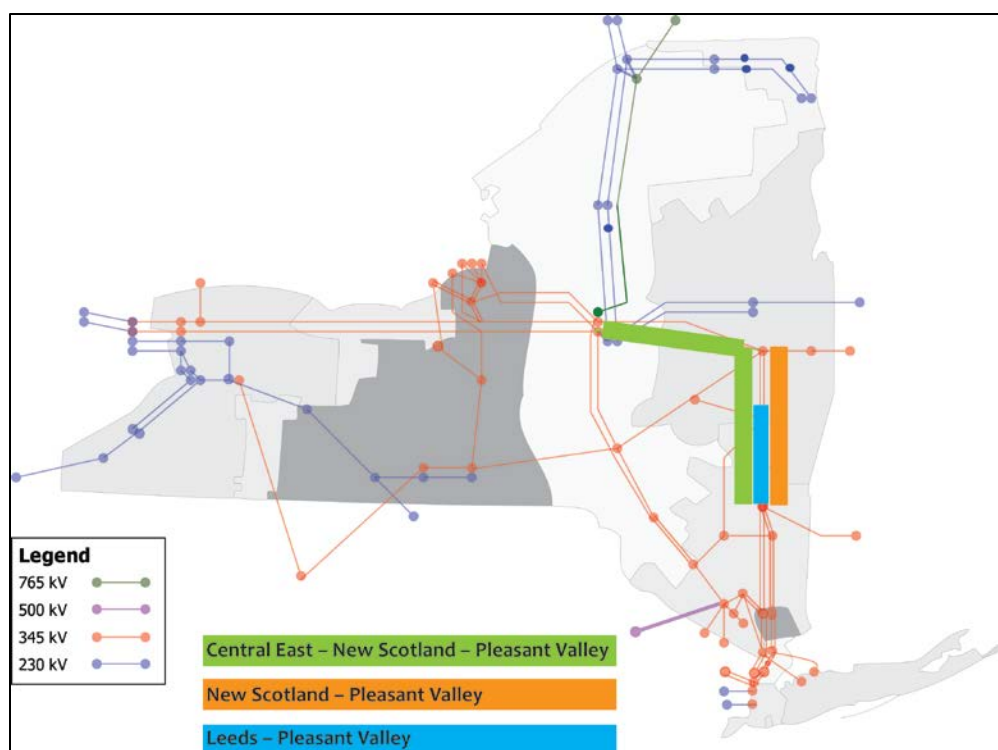 Legend
765 kV
500 kV
345 kV
230 kV
Central East – New Scotland – Pleasant Valley
New Scotland – Pleasant Valley
Leeds – Pleasant Valley